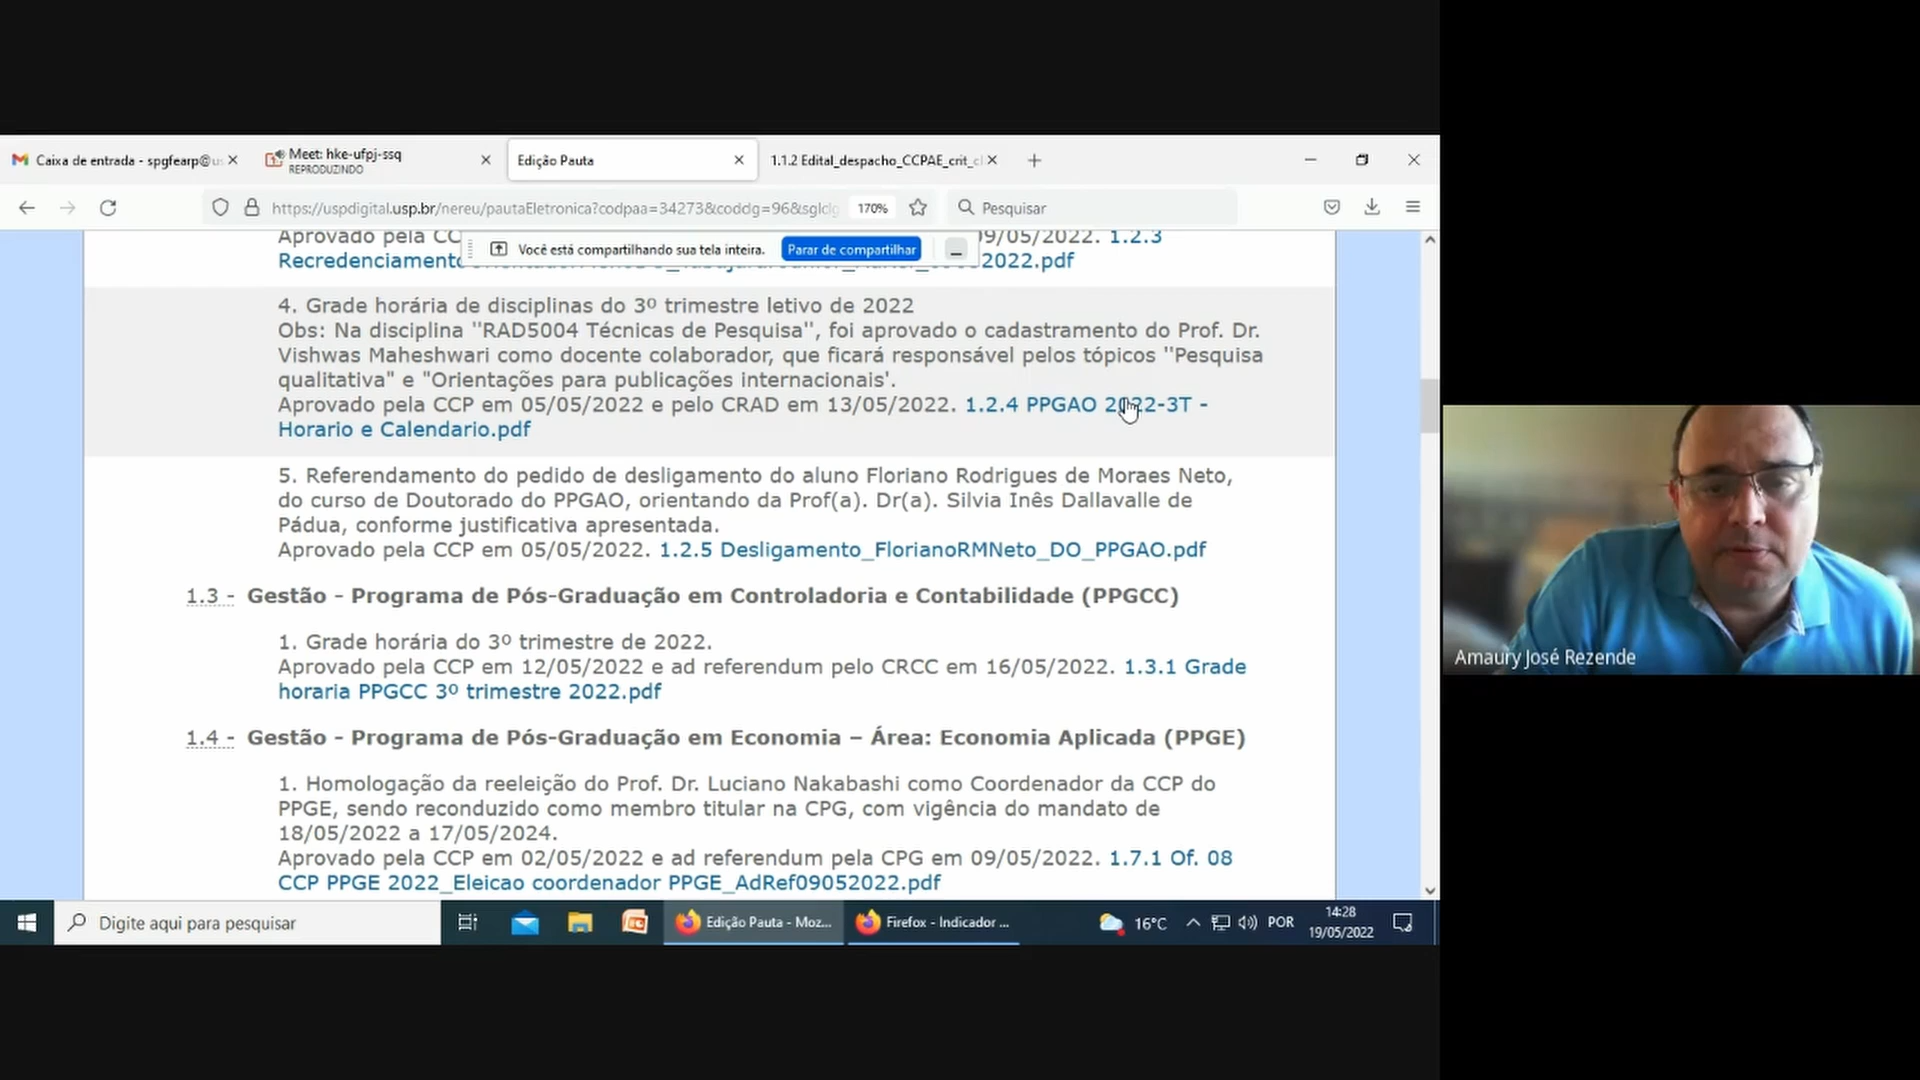 Caixa de entrada - spgfearp@u
Meet: hke-ufpj-ssq
REPRODUZINDO
Edição Pauta
1.1.2 Edital_despacho_CCPAE_crit_c
https://uspdigital.usp.br/nereu/pautaEletronica?codpaa=34273&codclg=96&sglclg
170%
Pesquisar
Aprovado pela CC
09/05/2022. 1.2.3
Você está compartilhando sua tela inteira.
Parar de compartilhar
2022.pdf
4. Grade horária de disciplinas do 3º trimestre letivo de 2022
Obs: Na disciplina "RAD5004 Técnicas de Pesquisa", foi aprovado o cadastramento do Prof. Dr.
Vishwas Maheshwari como docente colaborador, que ficará responsável pelos tópicos "Pesquisa
qualitativa" e "Orientações para publicações internacionais'.
Aprovado pela CCP em 05/05/2022 e pelo CRAD em 13/05/2022. 1.2.4 PPGAO 2022-3T -
Horario e Calendario.pdf
5. Referendamento do pedido de desligamento do aluno Floriano Rodrigues de Moraes Neto,
do curso de Doutorado do PPGAO, orientando da Prof(a). Dr(a). Silvia Inês Dallavalle de
Pádua, conforme justificativa apresentada.
Aprovado pela CCP em 05/05/2022. 1.2.5 Desligamento_FlorianoRMNeto_DO_PPGAO.pdf
1.3 - Gestão - Programa de Pós-Graduação em Controladoria e Contabilidade (PPGCC)
1. Grade horária do 3º trimestre de 2022.
Aprovado pela CCP em 12/05/2022 e ad referendum pelo CRCC em 16/05/2022. 1.3.1 Grade
horaria PPGCC 3º trimestre 2022.pdf
1.4 - Gestão - Programa de Pós-Graduação em Economia – Área: Economia Aplicada (PPGE)
1. Homologação da reeleição do Prof. Dr. Luciano Nakabashi como Coordenador da CCP do
PPGE, sendo reconduzido como membro titular na CPG, com vigência do mandato de
18/05/2022 a 17/05/2024.
Aprovado pela CCP em 02/05/2022 e ad referendum pela CPG em 09/05/2022. 1.7.1 Of. 08
CCP PPGE 2022_Eleicao coordenador PPGE_AdRef09052022.pdf
Digite aqui para pesquisar
Edição Pauta - Moz...
Firefox - Indicador ...
16°C
POR
14:28
19/05/2022
Amaury José Rezende